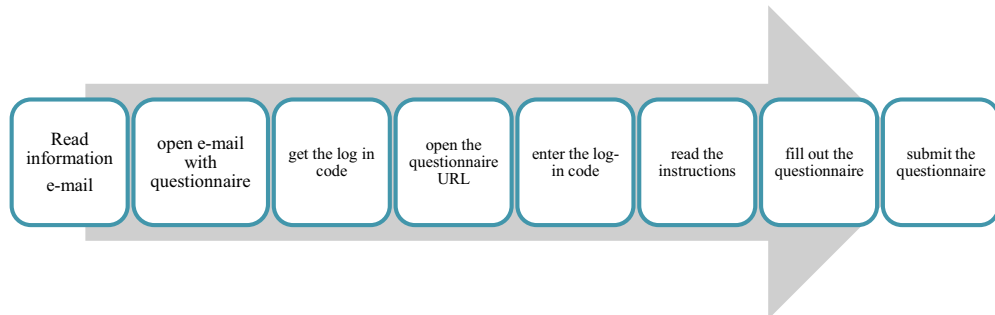 Read
information
e-mail
open e-mail
with
questionnaire
get the log in
code
open the
questionnaire
URL
enter the log-
in code
read the
instructions
fill out the
questionnaire
submit the
questionnaire